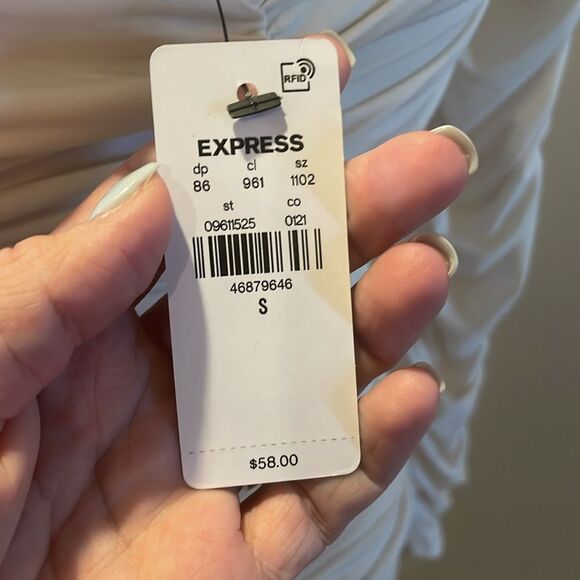 RFID
EXPRESS
dp cl sz
86 961 1102
st co
09611525 0121
46879646
S
$58.00